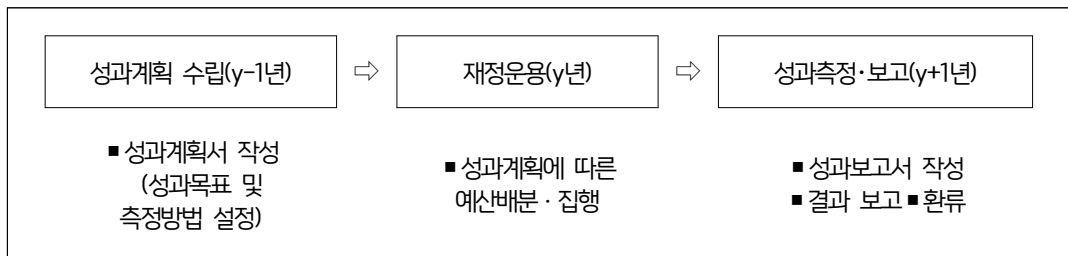 성과계획 수립(y-1년) ⇨ 재정운용(y년) ⇨ 성과측정·보고(y+1년)
■ 성과계획서 작성
(성과목표 및
측정방법 설정)
■ 성과계획에 따른
예산배분·집행
■ 성과보고서 작성
■ 결과 보고 ■ 환류